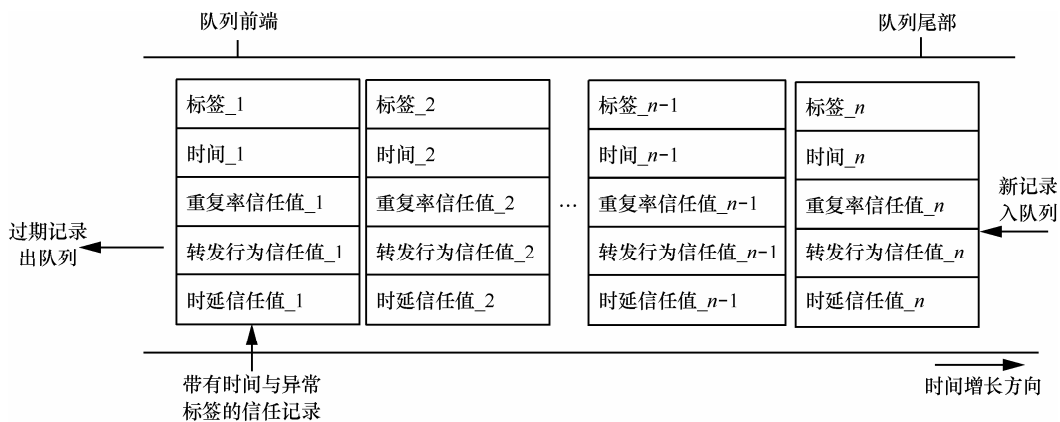 队列前端
队列尾部
标签_1
标签_2
标签_n-1
标签_n
时间_1
时间_2
时间_n-1
时间_n
重复率信任值_1
重复率信任值_2
…
重复率信任值_n-1
重复率信任值_n
新记录
入队列
过期记录
出队列
转发行为信任值_1
转发行为信任值_2
转发行为信任值_n-1
转发行为信任值_n
时延信任值_1
时延信任值_2
时延信任值_n-1
时延信任值_n
带有时间与异常
标签的信任记录
时间增长方向